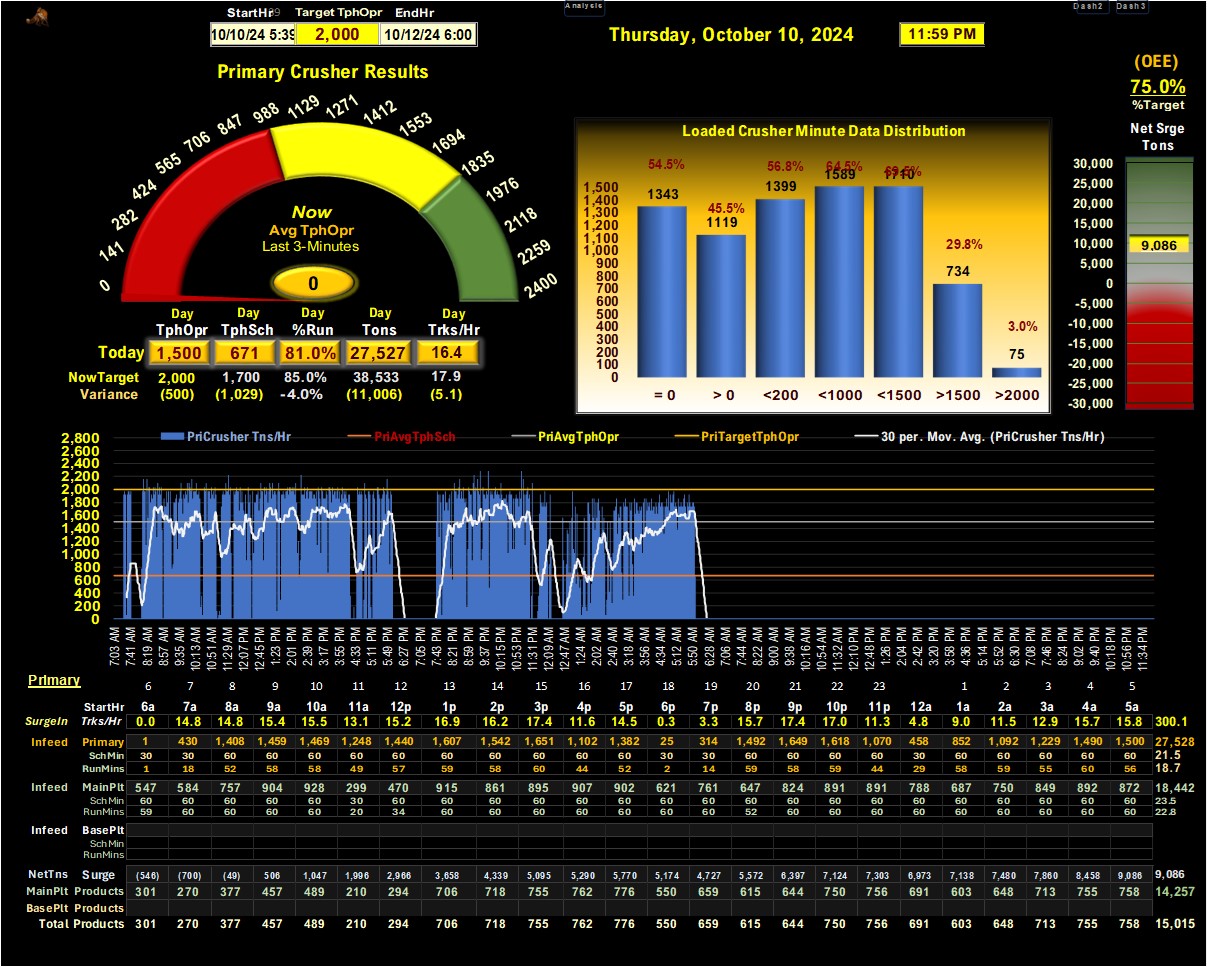 Analysis
Dash2 Dash3
StartHr Target TphOpr EndHr
10/10/24 5:39 2,000 10/12/24 6:00
Thursday, October 10, 2024 11:59 PM
(OEE)
75.0%
%Target
Primary Crusher Results
0 141 282 424 565 706 847 988 1129 1271 1412 1553 1694 1835 1976 2118 2259 2400
Now
Avg TphOpr
Last 3-Minutes
0
Day Day Day Day Day
TphOpr TphSch %Run Tons Trks/Hr
Today 1,500 671 81.0% 27,527 16.4
NowTarget 2,000 1,700 85.0% 38,533 17.9
Variance (500) (1,029) -4.0% (11,006) (5.1)
Loaded Crusher Minute Data Distribution
54.5% 45.5% 56.8% 64.5% 69.5% 29.8% 3.0%
1343 1119 1399 1589 1710 734 75
1,500
1,400
1,300
1,200
1,100
1,000
900
800
700
600
500
400
300
200
100
0
= 0 > 0 <200 <1000 <1500 >1500 >2000
Net Srge
Tons
30,000
25,000
20,000
15,000
10,000
9,086
5,000
0
-5,000
-10,000
-15,000
-20,000
-25,000
-30,000
PriCrusher Tns/Hr PriAvgTphSch PriAvgTphOpr PriTargetTphOpr 30 per. Mov. Avg. (PriCrusher Tns/Hr)
2,800
2,600
2,400
2,200
2,000
1,800
1,600
1,400
1,200
1,000
800
600
400
200
0
7:03 AM 7:41 AM 8:19 AM 8:57 AM 9:35 AM 10:13 AM 10:51 AM 11:29 AM 12:07 PM 12:45 PM 1:23 PM 2:01 PM 2:39 PM 3:17 PM 3:55 PM 4:33 PM 5:11 PM 5:49 PM 6:27 PM 7:05 PM 7:43 PM 8:21 PM 8:59 PM 9:37 PM 10:15 PM 10:53 PM 11:31 PM 12:09 AM 12:47 AM 1:24 AM 2:02 AM 2:40 AM 3:18 AM 3:56 AM 4:34 AM 5:12 AM 5:50 AM 6:28 AM 7:06 PM 7:44 PM 8:22 PM 9:00 PM 9:38 PM 10:16 AM 10:54 AM 11:32 AM 12:10 PM 12:48 PM 1:26 PM 2:04 PM 2:42 PM 3:20 PM 3:58 PM 4:36 PM 5:14 PM 5:52 PM 6:30 PM 7:08 PM 7:46 PM 8:24 PM 9:02 PM 9:40 PM 10:18 PM 10:56 PM 11:34 PM
Primary
6 7 8 9 10 11 12 13 14 15 16 17 18 19 20 21 22 23 1 2 3 4 5
StartHr 6a 7a 8a 9a 10a 11a 12p 1p 2p 3p 4p 5p 6p 7p 8p 9p 10p 11p 12a 1a 2a 3a 4a 5a
SurgeIn Trks/Hr 0.0 14.8 14.8 15.4 15.5 13.1 15.2 16.9 16.2 17.4 11.6 14.5 0.3 3.3 15.7 17.4 17.0 11.3 4.8 9.0 11.5 12.9 15.7 15.8 300.1
Infeed Primary 1 430 1,408 1,459 1,469 1,248 1,440 1,607 1,542 1,651 1,102 1,382 25 314 1,492 1,649 1,618 1,070 458 852 1,092 1,229 1,490 1,500 27,528
SchMin 30 30 60 60 60 60 60 60 60 60 60 60 30 30 60 60 60 60 30 60 60 60 60 60 21.5
RunMins 1 18 52 58 58 49 57 59 58 60 44 52 2 14 59 58 59 44 29 58 59 55 60 56 18.7
Infeed MainPlt 547 584 757 904 928 299 470 915 861 895 907 902 621 761 647 824 891 891 788 687 750 849 892 872 18,442
SchMin 60 60 60 60 60 60 60 60 60 60 60 60 60 60 60 60 60 60 60 60 60 60 60 60 23.5
RunMins 59 60 60 60 60 20 34 60 60 60 60 60 60 60 52 60 60 60 60 60 60 60 60 60 22.8
Infeed BasePlt
SchMin
RunMins
NetTns Surge (546) (700) (49) 506 1,047 1,996 2,966 3,658 4,339 5,095 5,290 5,770 5,174 4,727 5,572 6,397 7,124 7,303 6,973 7,138 7,480 7,860 8,458 9,086 9,086
MainPlt Products 301 270 377 457 489 210 294 706 718 755 762 776 550 659 615 644 750 756 691 603 648 713 755 758 14,257
BasePlt Products
Total Products 301 270 377 457 489 210 294 706 718 755 762 776 550 659 615 644 750 756 691 603 648 713 755 758 15,015